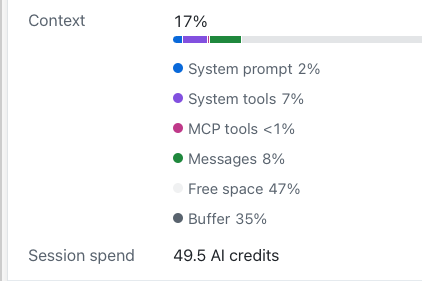 Context 17%
System prompt 2%
System tools 7%
MCP tools <1%
Messages 8%
Free space 47%
Buffer 35%
Session spend 49.5 AI credits